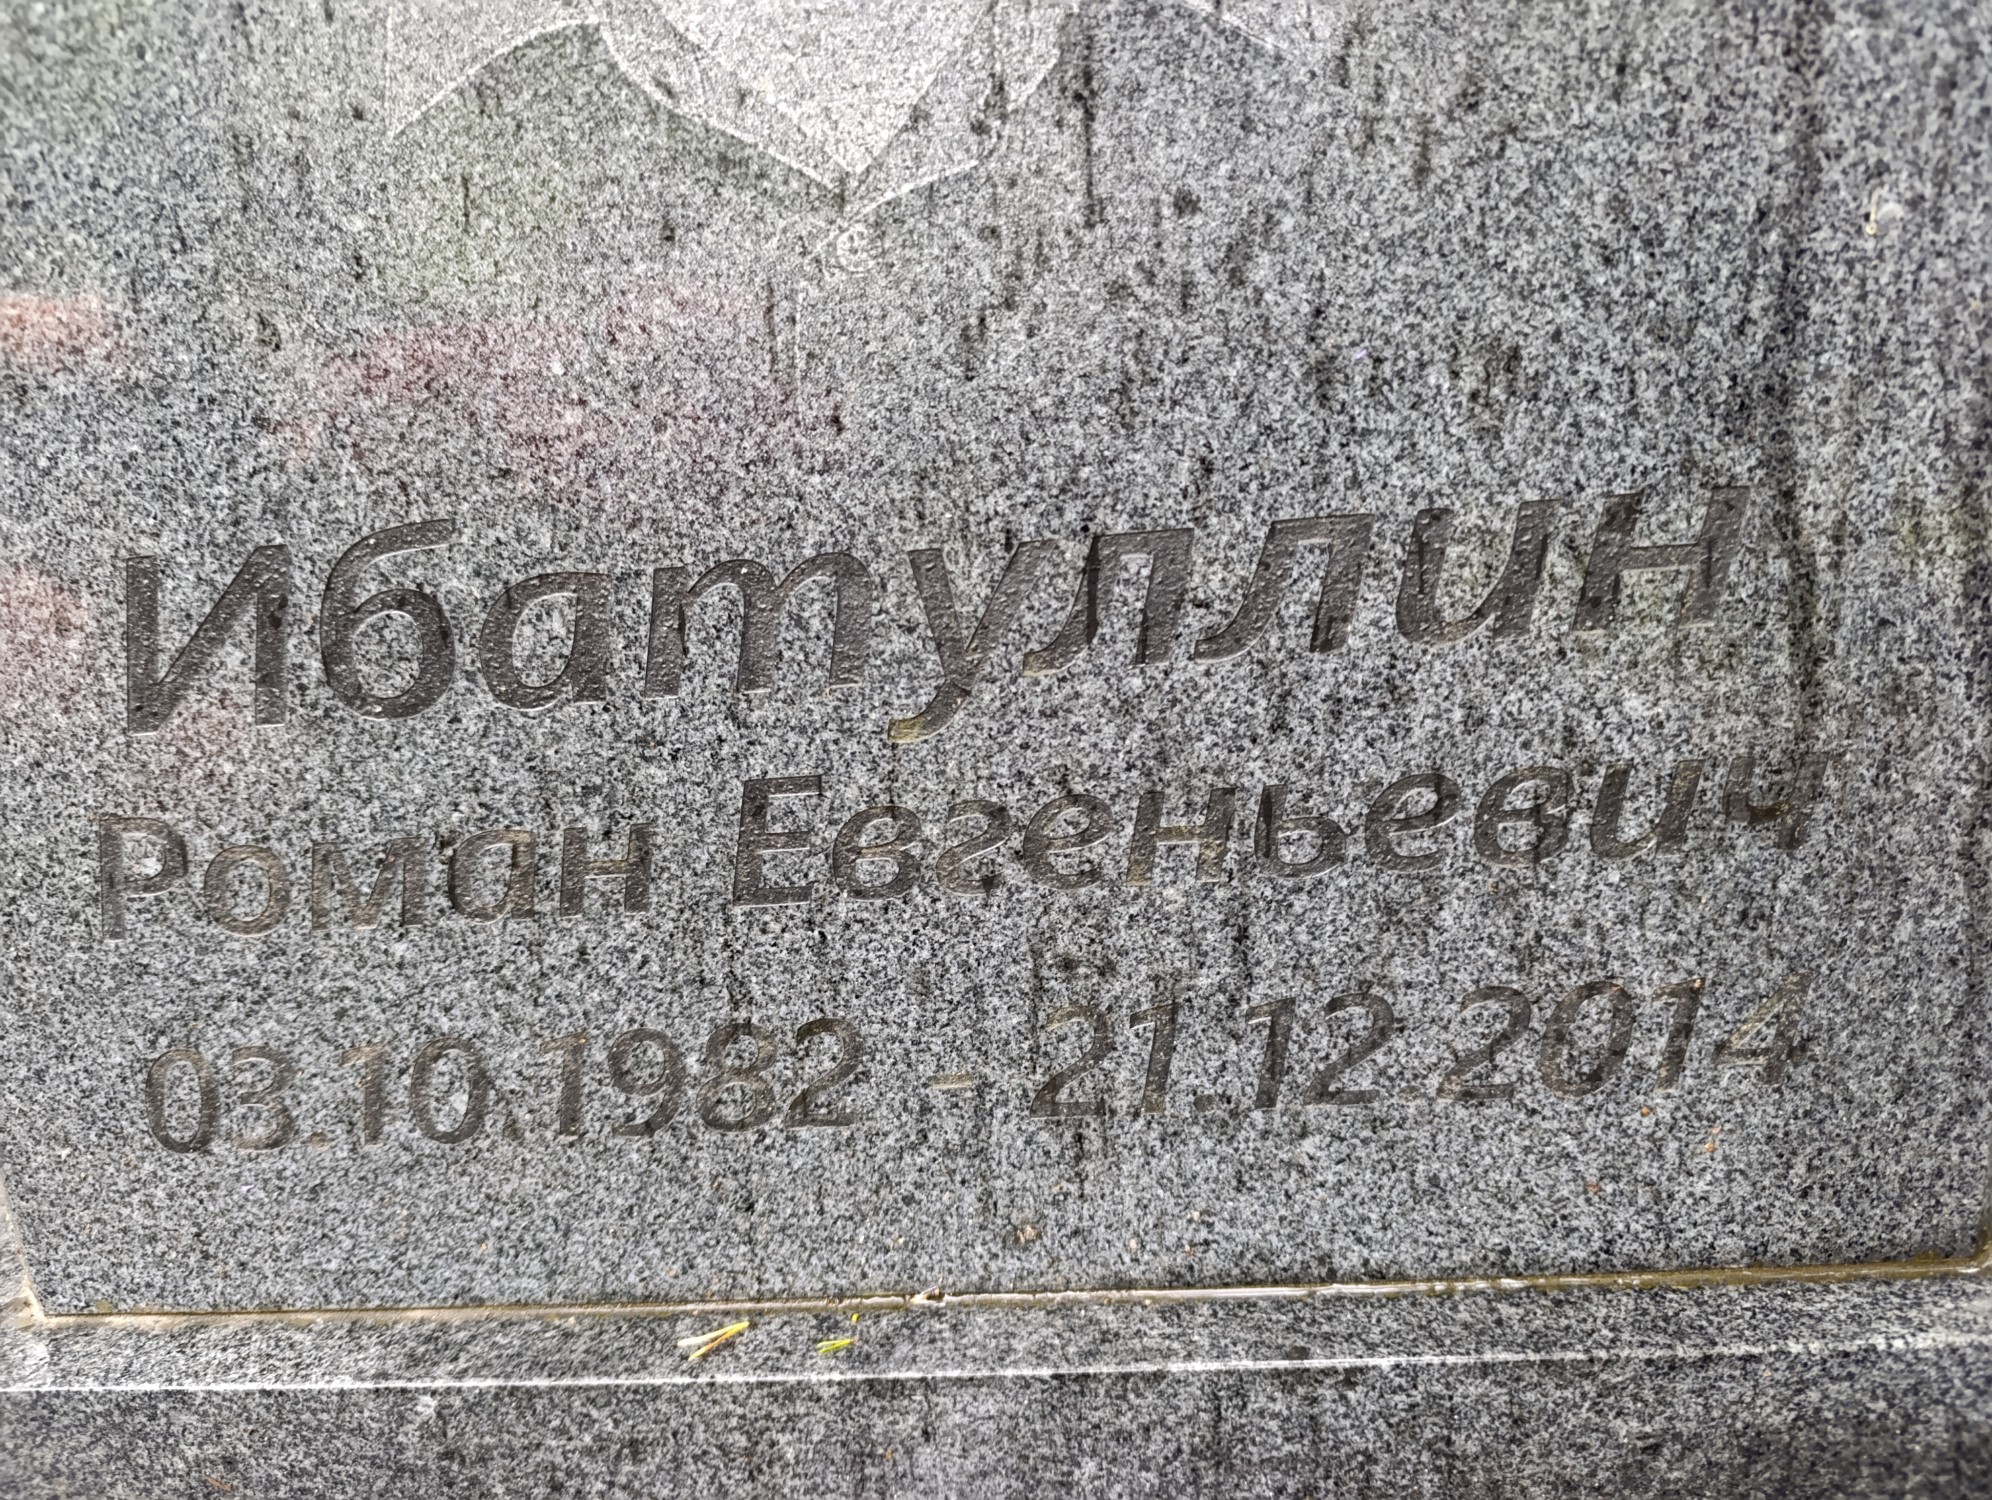 Ибатуллин
Роман Евгеньевич
03.10.1982 - 21.12.2014